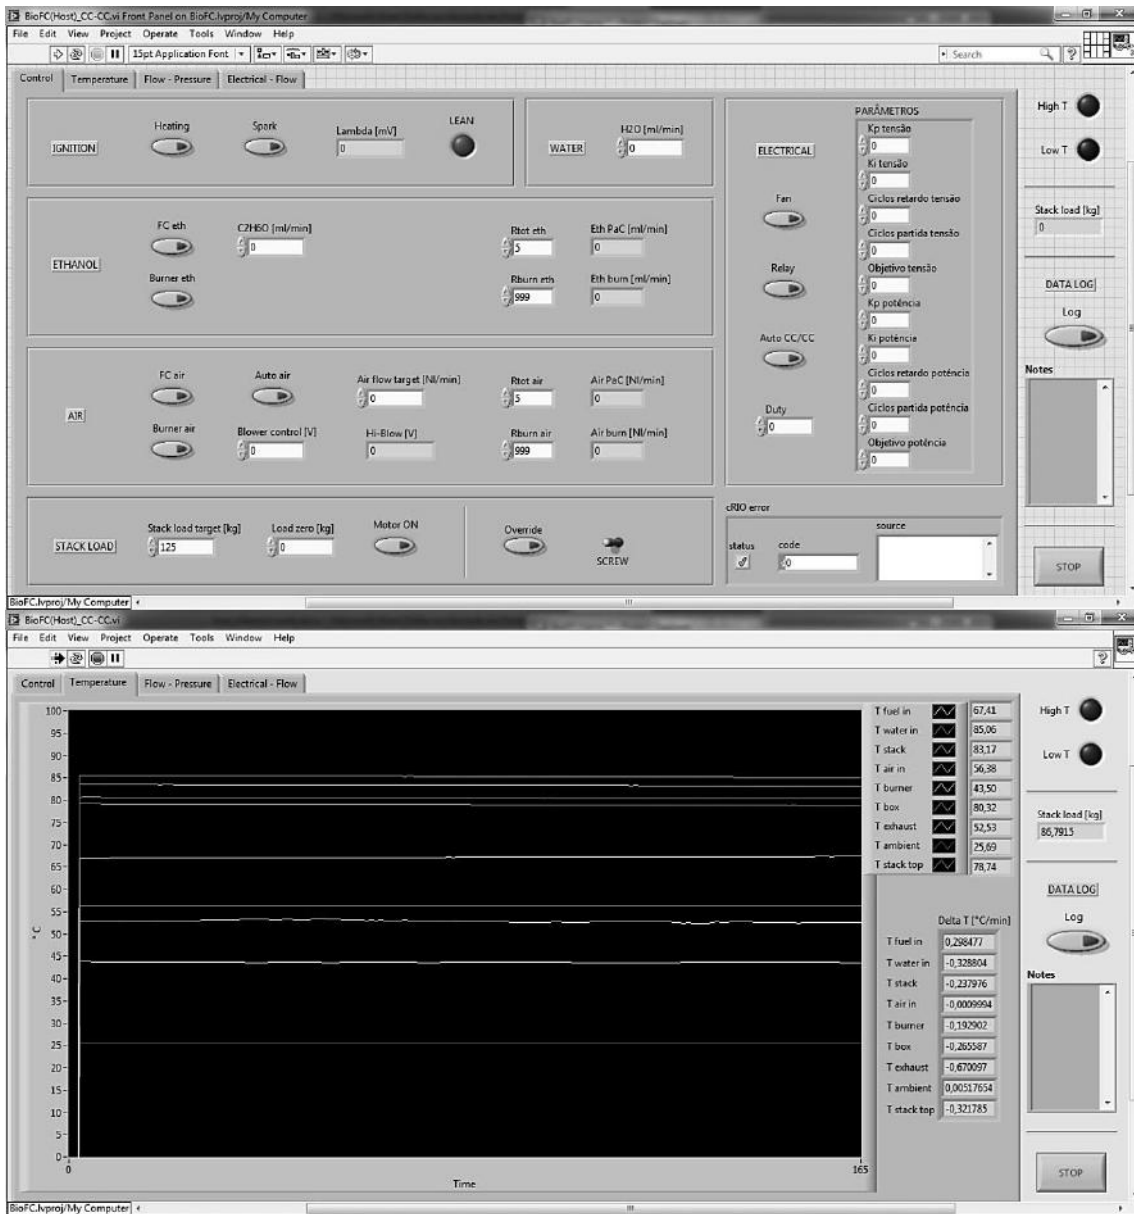 BioFC(Host)_CC-CC.vi Front Panel on BioFC.lvproj/My Computer
File Edit View Project Operate Tools Window Help
15pt Application Font
Search
Control Temperature Flow - Pressure Electrical - Flow
IGNITION
Heating
Spark
Lambda [mV]
0
LEAN
WATER
H2O [ml/min]
0
ETHANOL
FC eth
C2H6O [ml/min]
0
Rtot eth
5
Eth PaC [ml/min]
0
Burner eth
Rburn eth
999
Eth burn [ml/min]
0
AIR
FC air
Auto air
Air flow target [Nl/min]
0
Rtot air
5
Air PaC [Nl/min]
0
Burner air
Blower control [V]
0
Hi-Blow [V]
0
Rburn air
999
Air burn [Nl/min]
0
STACK LOAD
Stack load target [kg]
125
Load zero [kg]
0
Motor ON
Override
SCREW
ELECTRICAL
Fan
Relay
Auto CC/CC
Duty
0
PARÂMETROS
Kp tensão
0
Ki tensão
0
Ciclos retardo tensão
0
Ciclos partida tensão
0
Objetivo tensão
0
Kp potência
0
Ki potência
0
Ciclos retardo potência
0
Ciclos partida potência
0
Objetivo potência
0
cRIO error
status
code
0
source
High T
Low T
Stack load [kg]
0
DATA LOG
Log
Notes
STOP
BioFC.lvproj/My Computer
BioFC(Host)_CC-CC.vi
File Edit View Project Operate Tools Window Help
Control Temperature Flow - Pressure Electrical - Flow
100
95
90
85
80
75
70
65
60
55
50
45
40
35
30
25
20
15
10
5
0
°C
0
165
Time
T fuel in 67,41
T water in 85,06
T stack 83,17
T air in 56,38
T burner 43,50
T box 80,32
T exhaust 52,53
T ambient 25,69
T stack top 78,74
Delta T [°C/min]
T fuel in 0,298477
T water in -0,328804
T stack -0,237976
T air in -0,0009994
T burner -0,192902
T box -0,265587
T exhaust -0,670097
T ambient 0,00517654
T stack top -0,321785
High T
Low T
Stack load [kg]
86,7915
DATA LOG
Log
Notes
STOP
BioFC.lvproj/My Computer